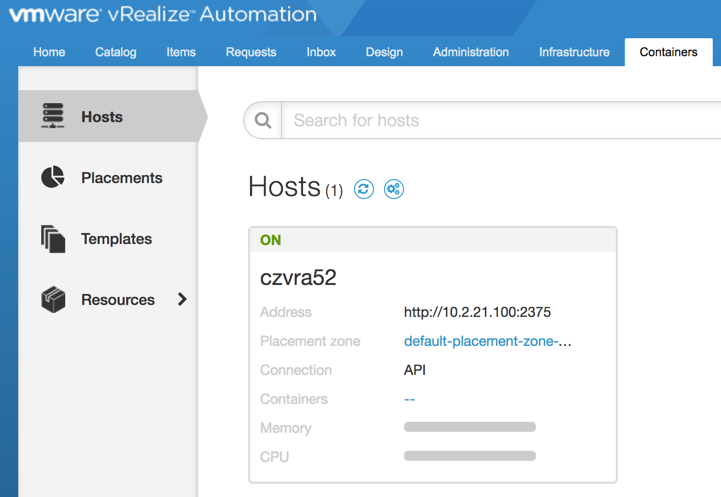 vmware® vRealize™ Automation
Home Catalog Items Requests Inbox Design Administration Infrastructure Containers
Hosts
Placements
Templates
Resources
Search for hosts
Hosts (1)
ON
czvra52
Address http://10.2.21.100:2375
Placement zone default-placement-zone-...
Connection API
Containers --
Memory
CPU